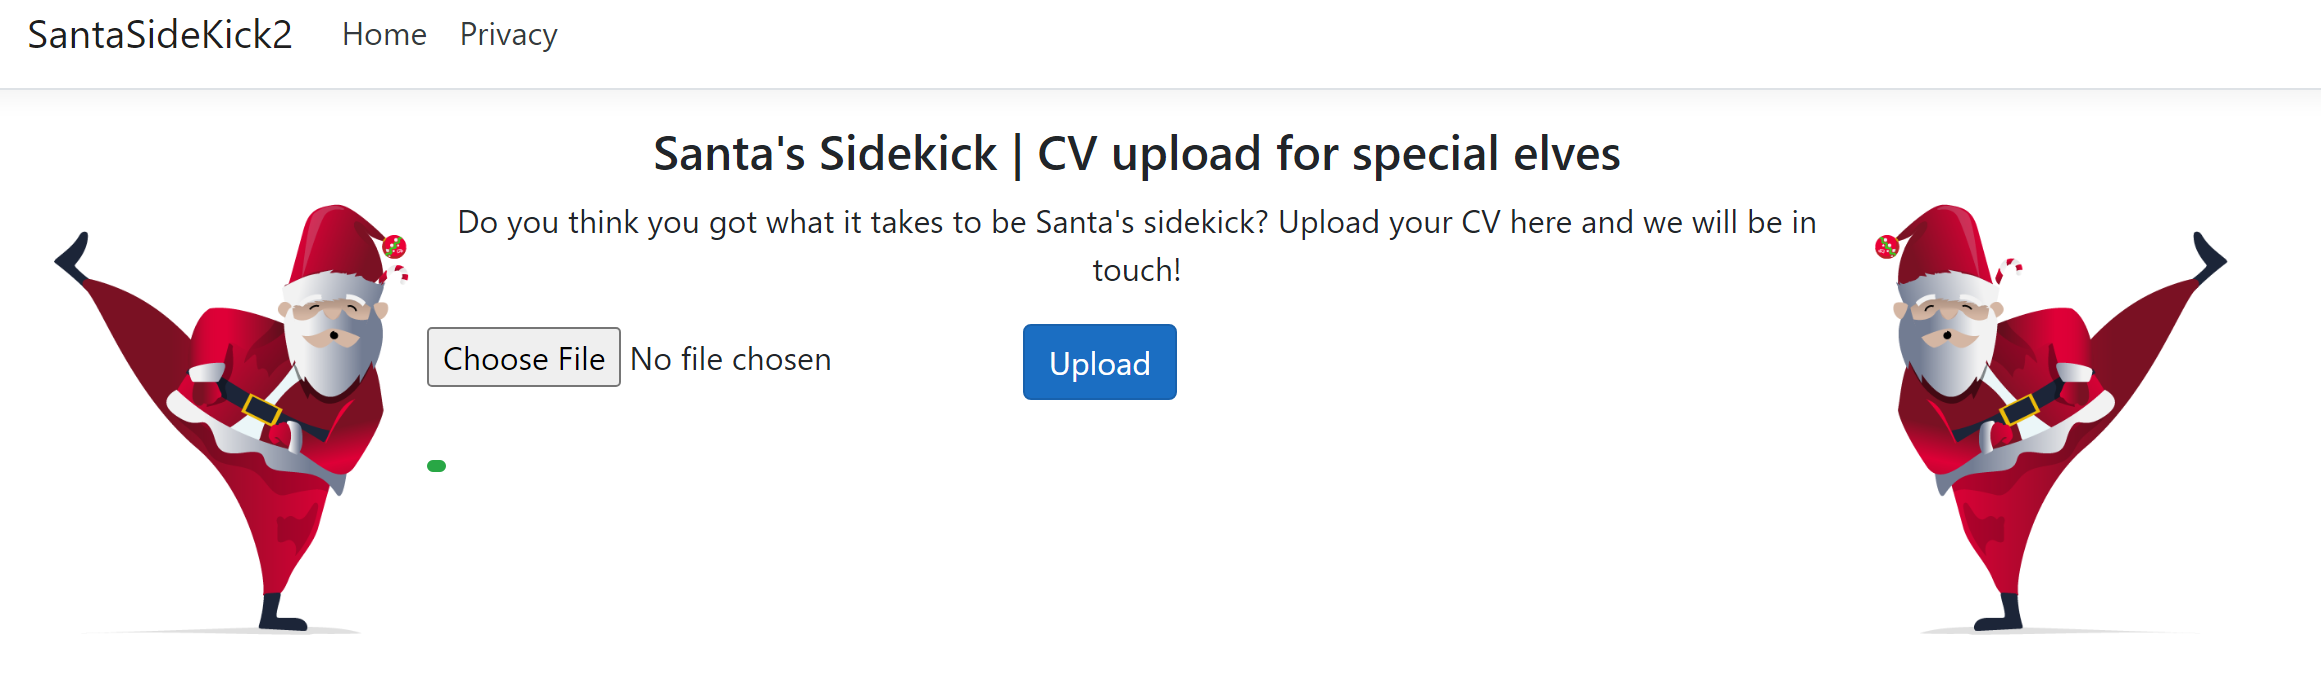 SantaSideKick2 Home Privacy
Santa's Sidekick | CV upload for special elves
Do you think you got what it takes to be Santa's sidekick? Upload your CV here and we will be in
touch!
Choose File No file chosen Upload